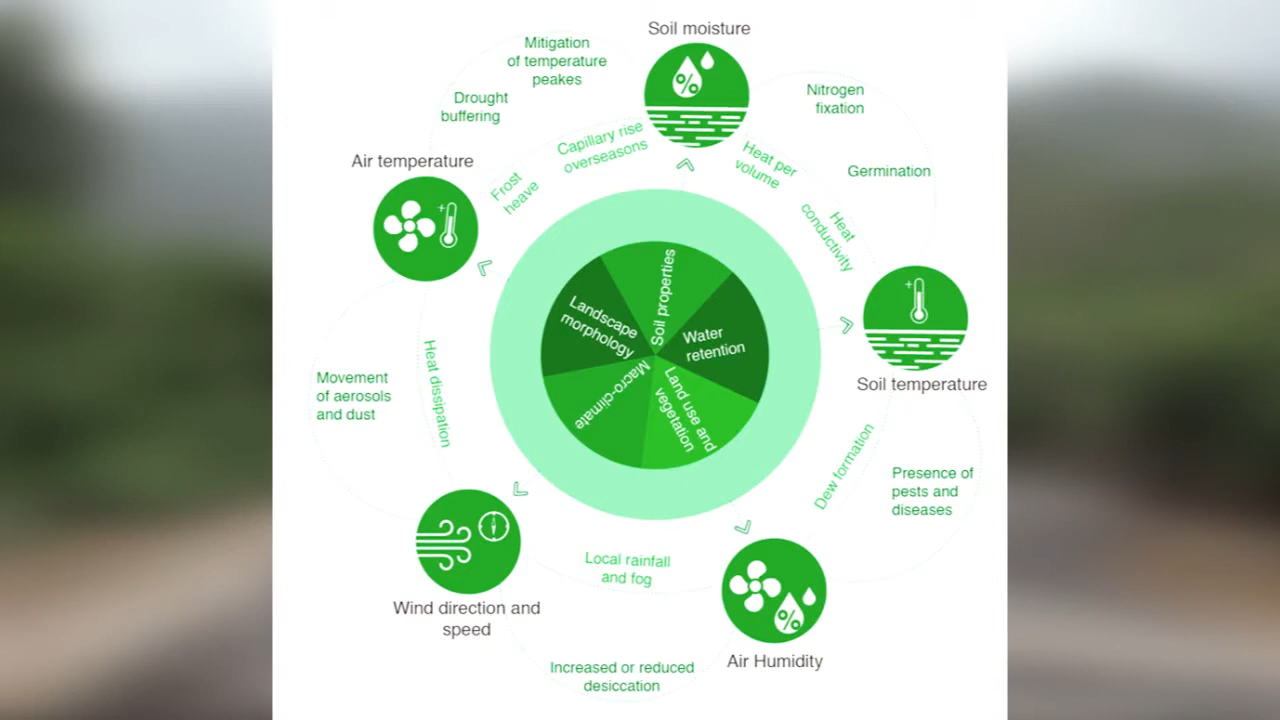 Soil moisture
Mitigation
of temperature
peakes
Drought
buffering
Nitrogen
fixation
Capillary rise
overseasons
Heat per
volume
Air temperature
Germination
Frost
heave
Heat
conductivity
Soil properties
Landscape
morphology
Water
retention
Macro-climate
Land use and
vegetation
Heat dissipation
Movement
of aerosols
and dust
Soil temperature
Dew formation
Presence of
pests and
diseases
Local rainfall
and fog
Wind direction and
speed
Air Humidity
Increased or reduced
desiccation
%
%
+
+